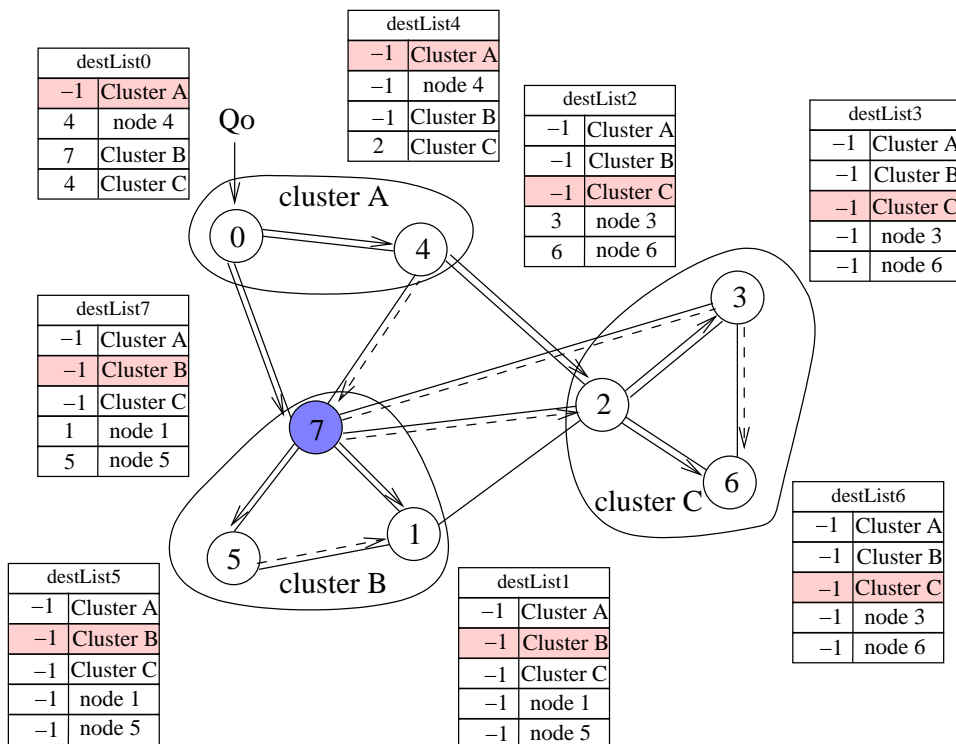 destList4
−1 Cluster A
−1 node 4
−1 Cluster B
2 Cluster C
destList0
−1 Cluster A
4 node 4
7 Cluster B
4 Cluster C
Qo
destList2
−1 Cluster A
−1 Cluster B
−1 Cluster C
3 node 3
6 node 6
destList3
−1 Cluster A
−1 Cluster B
−1 Cluster C
−1 node 3
−1 node 6
cluster A
0
4
3
destList7
−1 Cluster A
−1 Cluster B
−1 Cluster C
1 node 1
5 node 5
7
2
6
cluster C
5
1
cluster B
destList6
−1 Cluster A
−1 Cluster B
−1 Cluster C
−1 node 3
−1 node 6
destList5
−1 Cluster A
−1 Cluster B
−1 Cluster C
−1 node 1
−1 node 5
destList1
−1 Cluster A
−1 Cluster B
−1 Cluster C
−1 node 1
−1 node 5